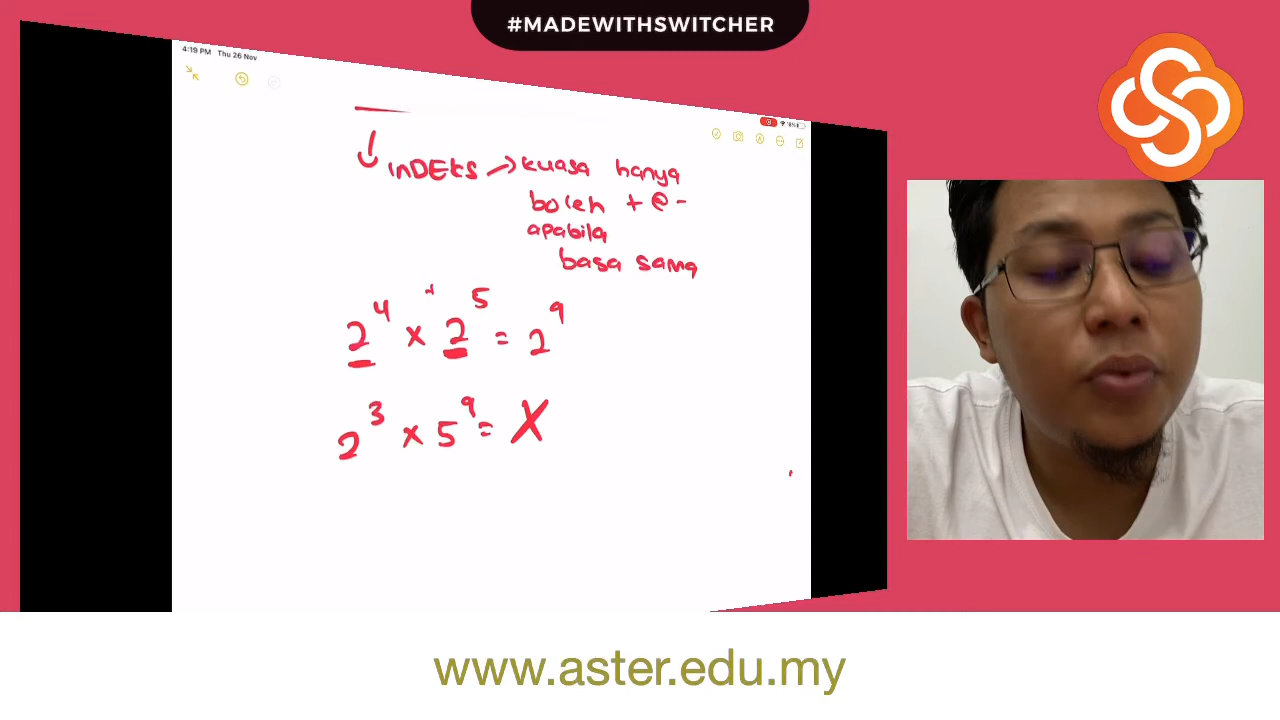 #MADEWITHSWITCHER
4:19 PM Thu 26 Nov
18%
INDEKS → kuasa hanya
boleh + @ -
apabila
basa sama
2⁴ × 2⁵ = 2⁹
+
2³ × 5⁹ = X
www.aster.edu.my